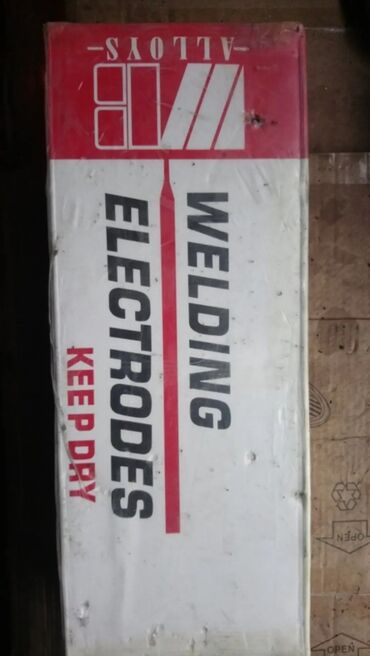 -ALLOYS-
WELDING
ELECTRODES
KEEP DRY
OPEN
OPEN